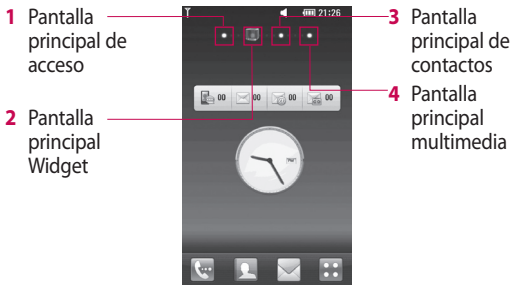 1 Pantalla
principal de
acceso
2 Pantalla
principal
Widget
21:26
00 00 00 00
3 Pantalla
principal de
contactos
4 Pantalla
principal
multimedia